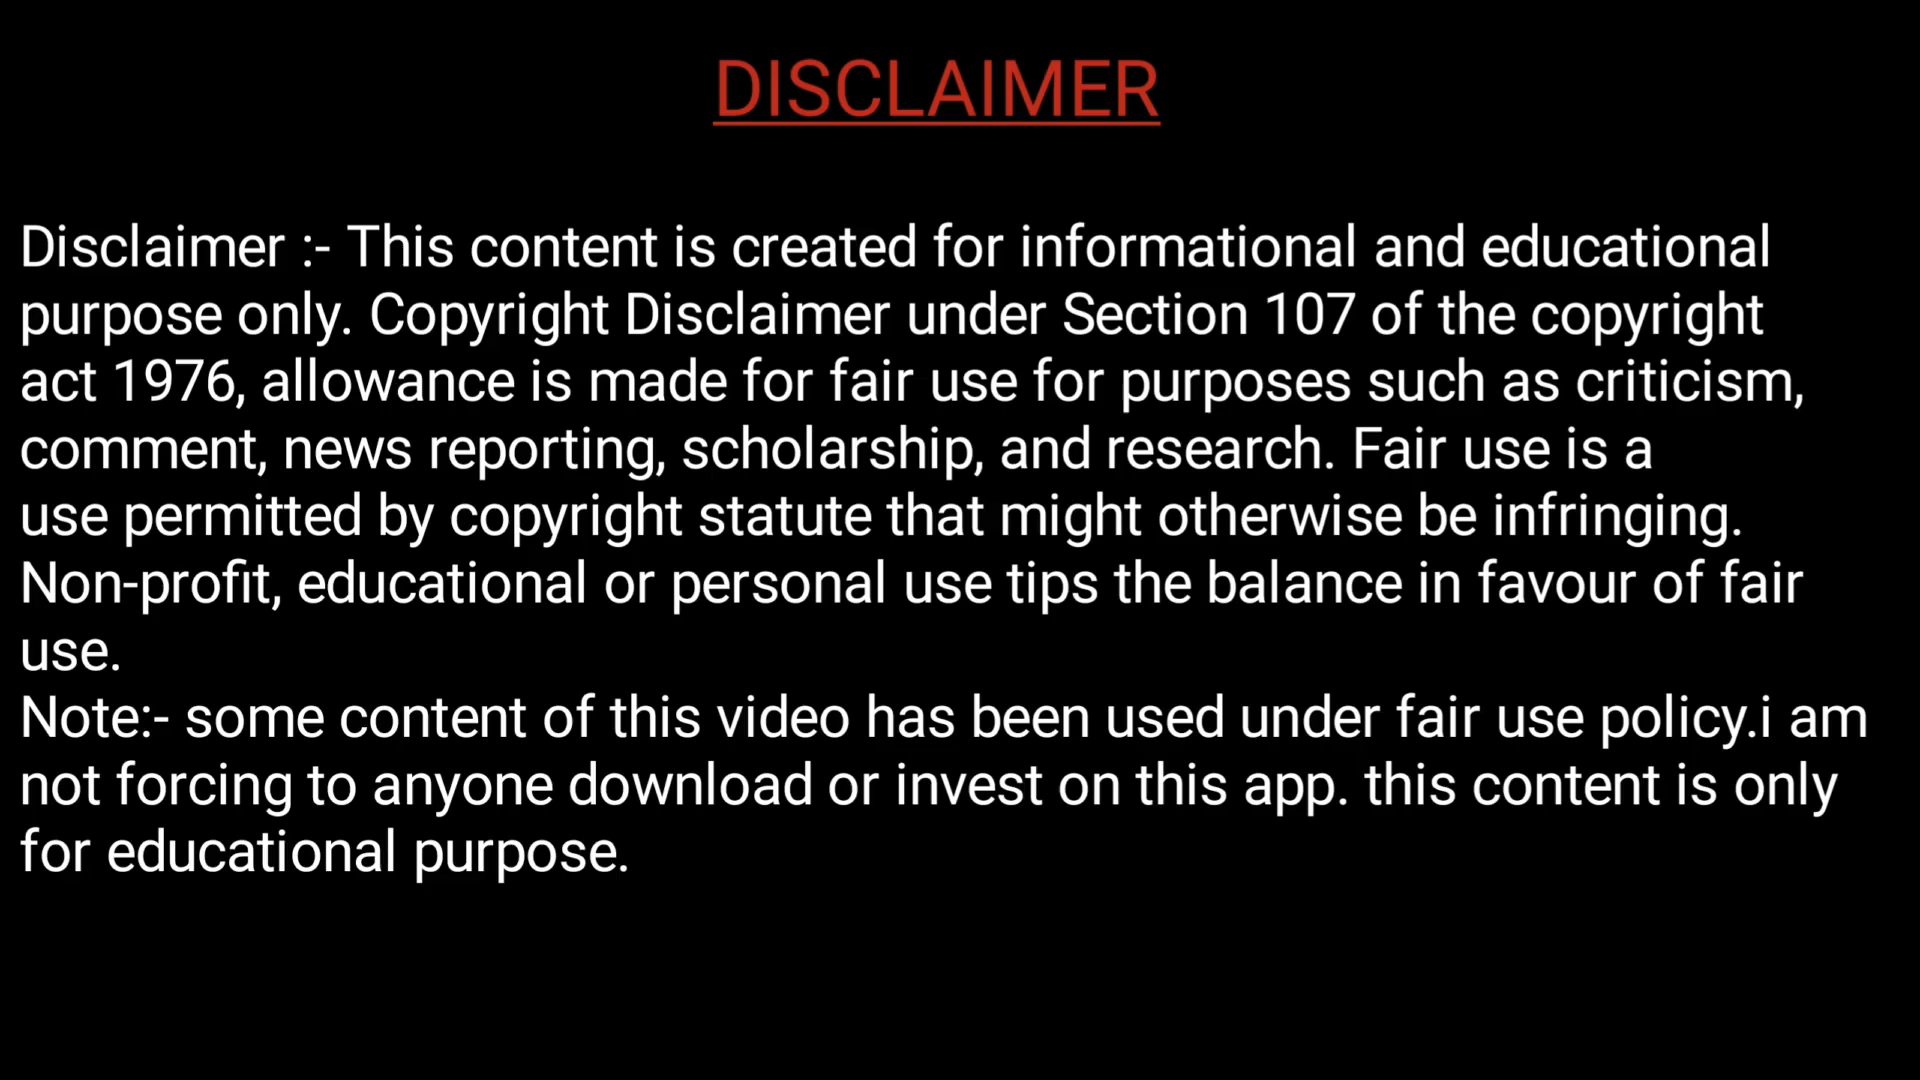 DISCLAIMER
Disclaimer :- This content is created for informational and educational
purpose only. Copyright Disclaimer under Section 107 of the copyright
act 1976, allowance is made for fair use for purposes such as criticism,
comment, news reporting, scholarship, and research. Fair use is a
use permitted by copyright statute that might otherwise be infringing.
Non-profit, educational or personal use tips the balance in favour of fair
use.
Note:- some content of this video has been used under fair use policy.i am
not forcing to anyone download or invest on this app. this content is only
for educational purpose.